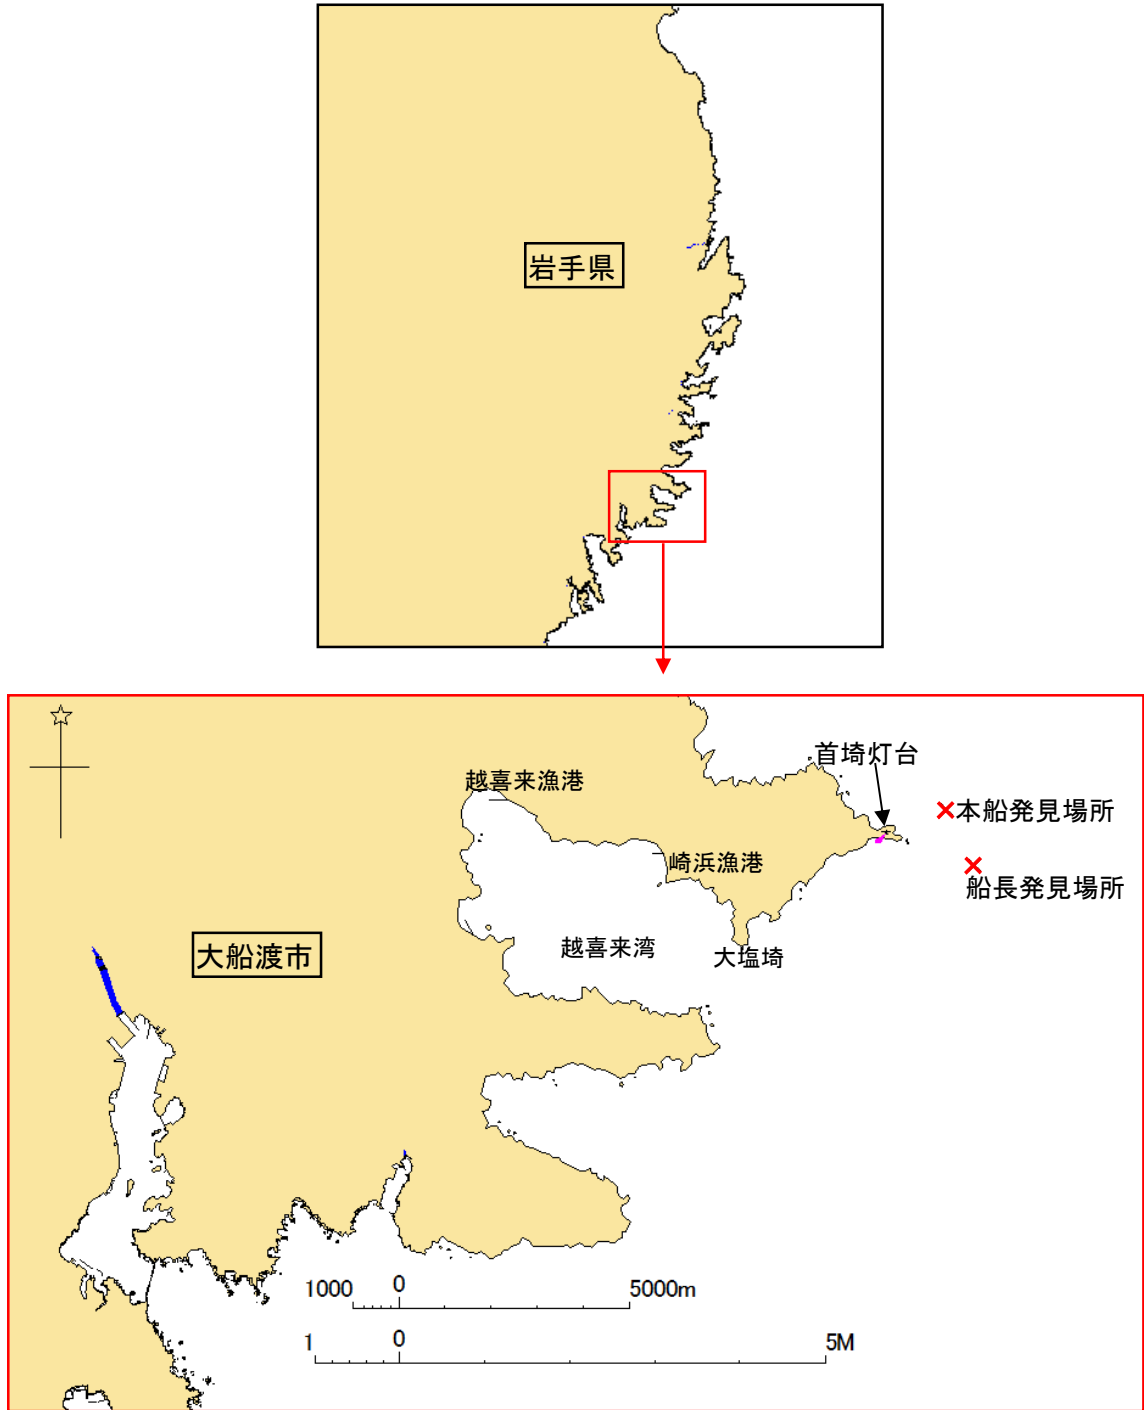 岩手県
首埼灯台
越喜来漁港
本船発見場所
崎浜漁港
船長発見場所
大船渡市
越喜来湾
大塩埼
1000 0 5000m
1 0 5M